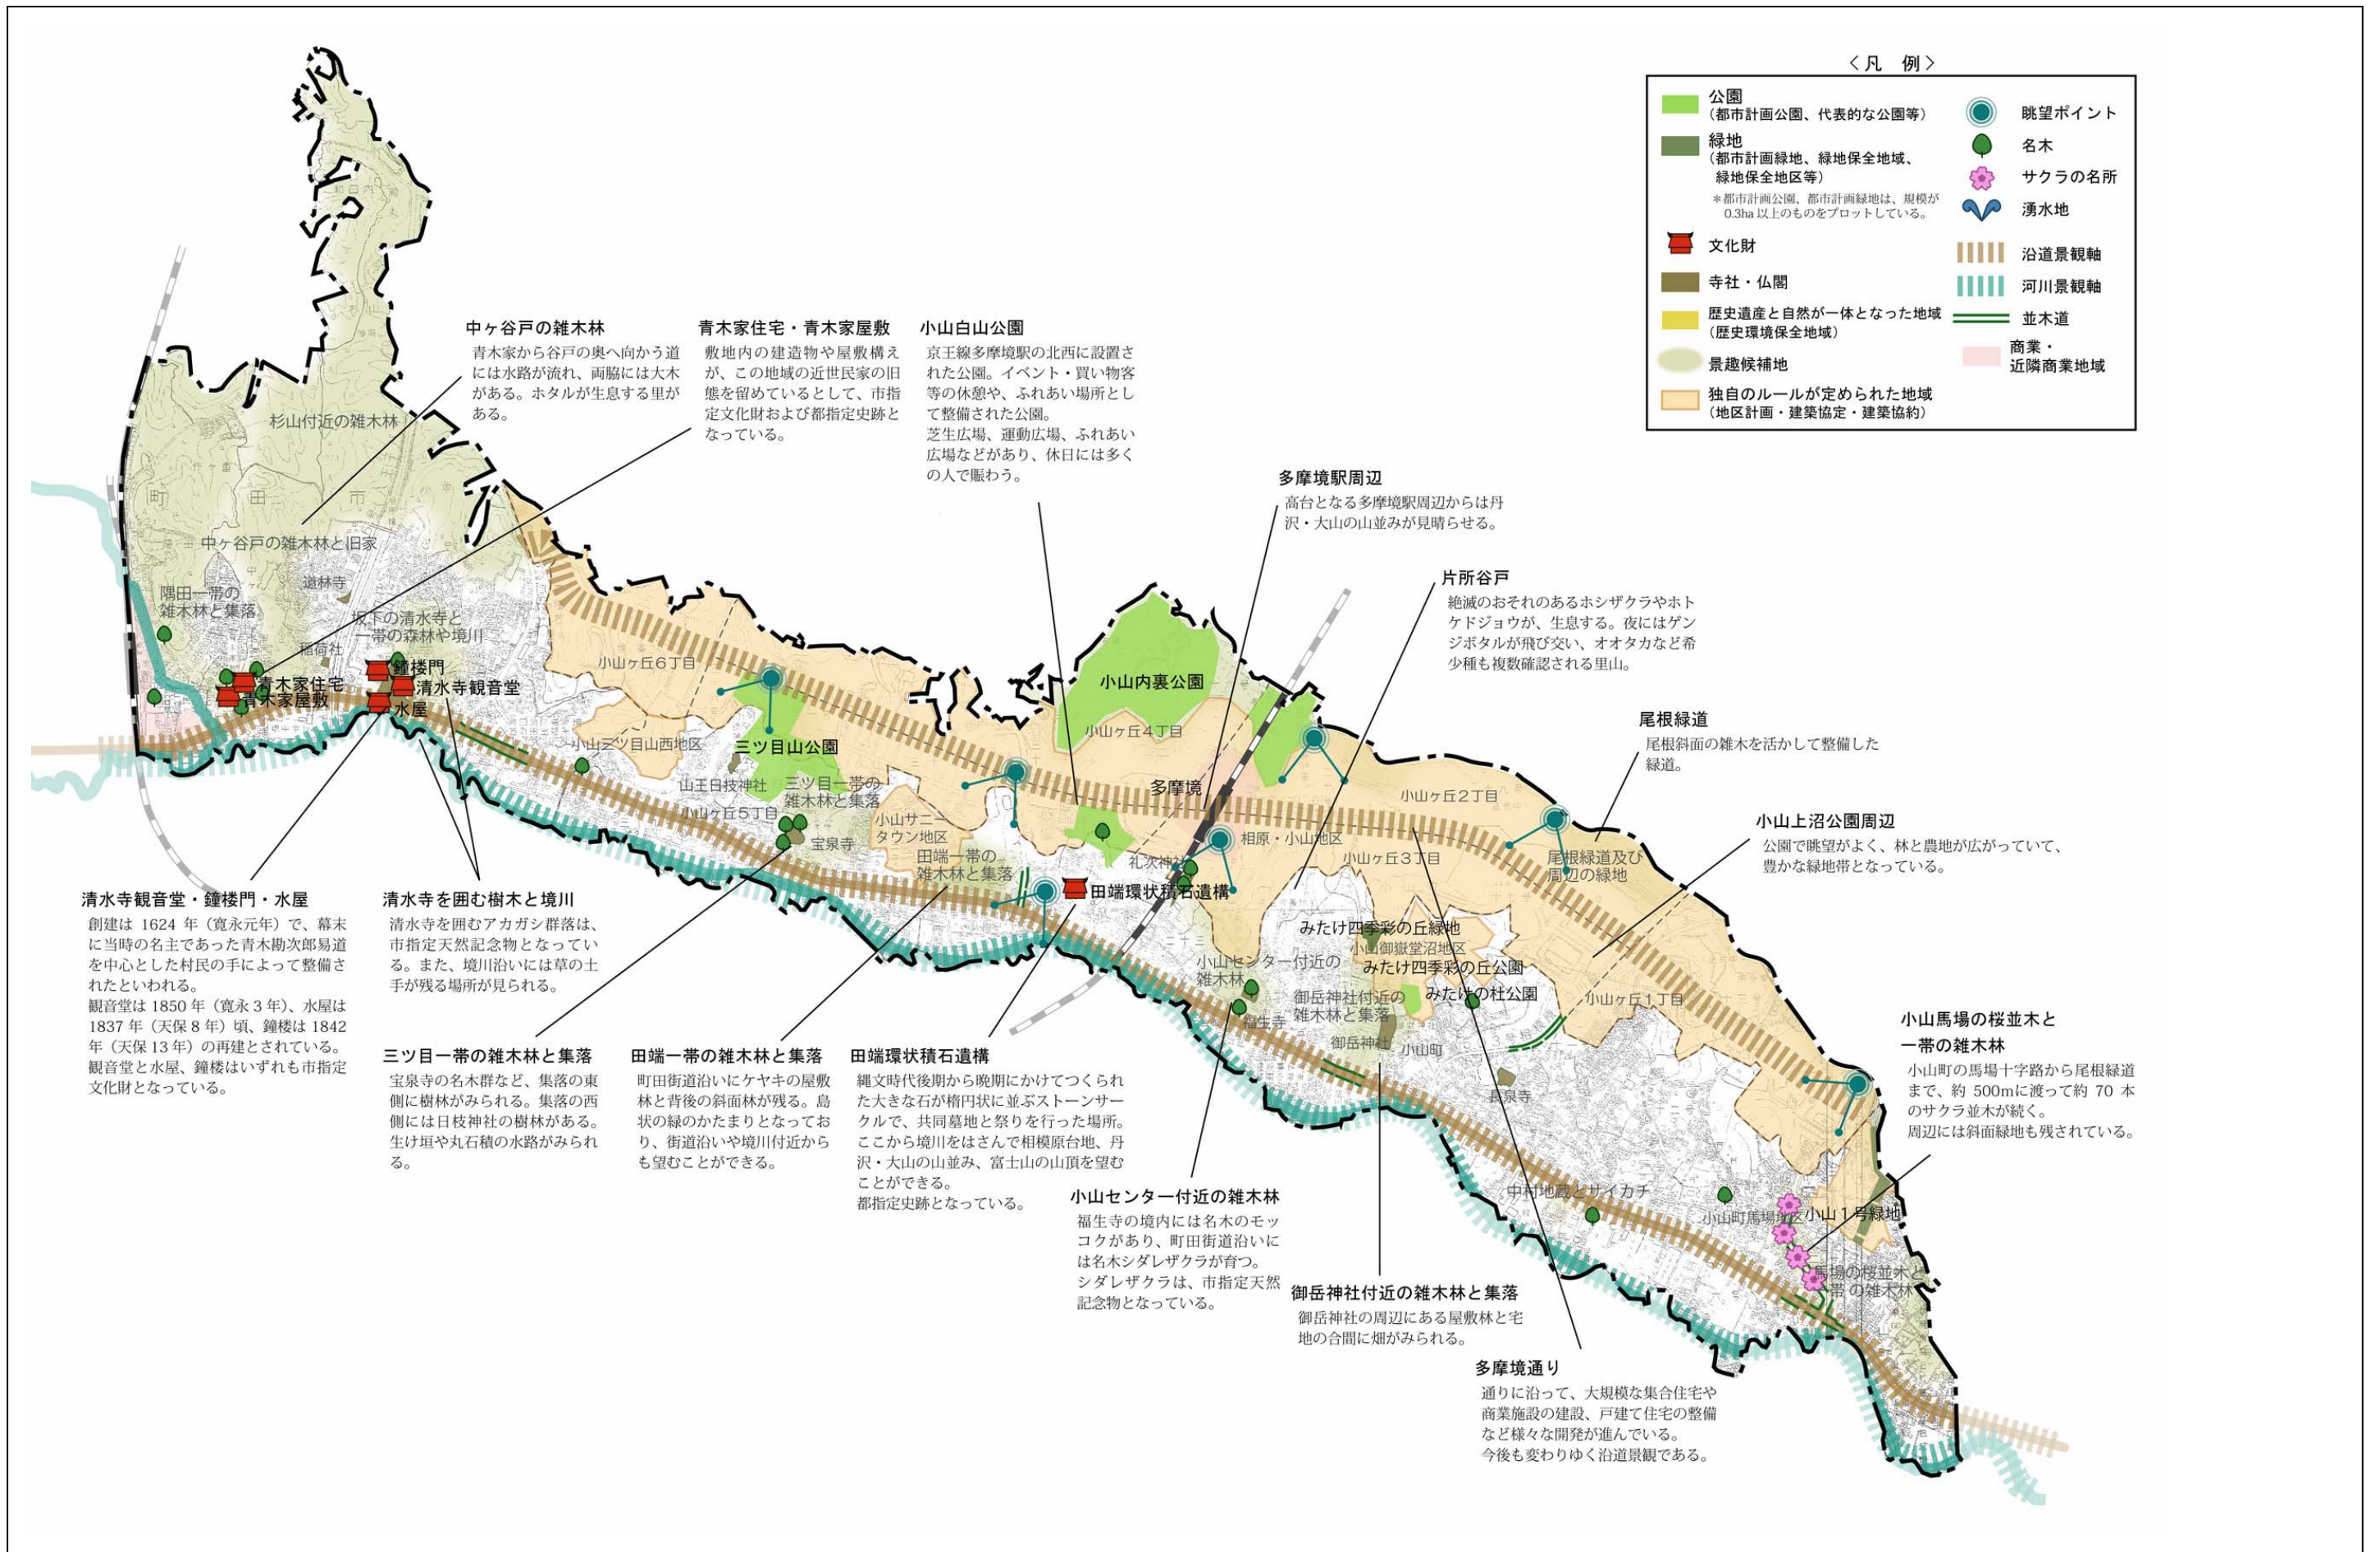 〈凡 例〉
公園
（都市計画公園、代表的な公園等）
緑地
（都市計画緑地、緑地保全地域、
緑地保全地区等）
＊都市計画公園、都市計画緑地は、規模が
0.3ha 以上のものをプロットしている。
文化財
寺社・仏閣
歴史遺産と自然が一体となった地域
（歴史環境保全地域）
景趣候補地
独自のルールが定められた地域
（地区計画・建築協定・建築協約）
眺望ポイント
名木
サクラの名所
湧水地
沿道景観軸
河川景観軸
並木道
商業・
近隣商業地域
中ヶ谷戸の雑木林
青木家から谷戸の奥へ向かう道
には水路が流れ、両脇には大木
がある。ホタルが生息する里が
ある。
青木家住宅・青木家屋敷
敷地内の建造物や屋敷構え
が、この地域の近世民家の旧
態を留めているとして、市指
定文化財および都指定史跡と
なっている。
小山白山公園
京王線多摩境駅の北西に設置さ
れた公園。イベント・買い物客
等の休憩や、ふれあい場所とし
て整備された公園。
芝生広場、運動広場、ふれあい
広場などがあり、休日には多く
の人で賑わう。
多摩境駅周辺
高台となる多摩境駅周辺からは丹
沢・大山の山並みが見晴らせる。
片所谷戸
絶滅のおそれのあるホシザクラやホト
ケドジョウが、生息する。夜にはゲン
ジボタルが飛び交い、オオタカなど希
少種も複数確認される里山。
尾根緑道
尾根斜面の雑木を活かして整備した
緑道。
小山上沼公園周辺
公園で眺望がよく、林と農地が広がっていて、
豊かな緑地帯となっている。
小山馬場の桜並木と
一帯の雑木林
小山町の馬場十字路から尾根緑道
まで、約 500mに渡って約 70 本
のサクラ並木が続く。
周辺には斜面緑地も残されている。
杉山付近の雑木林
町 田 市
中ヶ谷戸の雑木林と旧家
道林寺
隅田一帯の
雑木林と集落
坂下の清水寺と
一帯の森林や境川
稲荷社
鐘楼門
青木家住宅
清水寺観音堂
青木家屋敷
水屋
小山ヶ丘６丁目
小山三ツ目山西地区
三ツ目山公園
山王日枝神社
三ツ目一帯の
雑木林と集落
小山ヶ丘５丁目
宝泉寺
小山サニー
タウン地区
田端一帯の
雑木林と集落
小山内裏公園
小山ヶ丘４丁目
多摩境
相原・小山地区
札次神社
田端環状積石遺構
小山ヶ丘２丁目
小山ヶ丘３丁目
尾根緑道及び
周辺の緑地
みたけ四季彩の丘緑地
小山御嶽堂沼地区
みたけ四季彩の丘公園
小山センター付近の
雑木林
みたけの杜公園
御岳神社付近の
雑木林と集落
福生寺
小山ヶ丘１丁目
御岳神社
小山町
長泉寺
中村地蔵とサイカチ
小山町馬場地区
小山１号緑地
馬場の桜並木と
一帯の雑木林
清水寺観音堂・鐘楼門・水屋
創建は 1624 年（寛永元年）で、幕末
に当時の名主であった青木勘次郎易道
を中心とした村民の手によって整備さ
れたといわれる。
観音堂は 1850 年（寛永 3 年）、水屋は
1837 年（天保 8 年）頃、鐘楼は 1842
年（天保 13 年）の再建とされている。
観音堂と水屋、鐘楼はいずれも市指定
文化財となっている。
清水寺を囲む樹木と境川
清水寺を囲むアカガシ群落は、
市指定天然記念物となってい
る。また、境川沿いには草の土
手が残る場所が見られる。
三ツ目一帯の雑木林と集落
宝泉寺の名木群など、集落の東
側に樹林がみられる。集落の西
側には日枝神社の樹林がある。
生け垣や丸石積の水路がみられ
る。
田端一帯の雑木林と集落
町田街道沿いにケヤキの屋敷
林と背後の斜面林が残る。島
状の緑のかたまりとなってお
り、街道沿いや境川付近から
も望むことができる。
田端環状積石遺構
縄文時代後期から晩期にかけてつくられ
た大きな石が楕円状に並ぶストーンサー
クルで、共同墓地と祭りを行った場所。
ここから境川をはさんで相模原台地、丹
沢・大山の山並み、富士山の山頂を望む
ことができる。
都指定史跡となっている。
小山センター付近の雑木林
福生寺の境内には名木のモッ
コクがあり、町田街道沿いに
は名木シダレザクラが育つ。
シダレザクラは、市指定天然
記念物となっている。
御岳神社付近の雑木林と集落
御岳神社の周辺にある屋敷林と宅
地の合間に畑がみられる。
多摩境通り
通りに沿って、大規模な集合住宅や
商業施設の建設、戸建て住宅の整備
など様々な開発が進んでいる。
今後も変わりゆく沿道景観である。